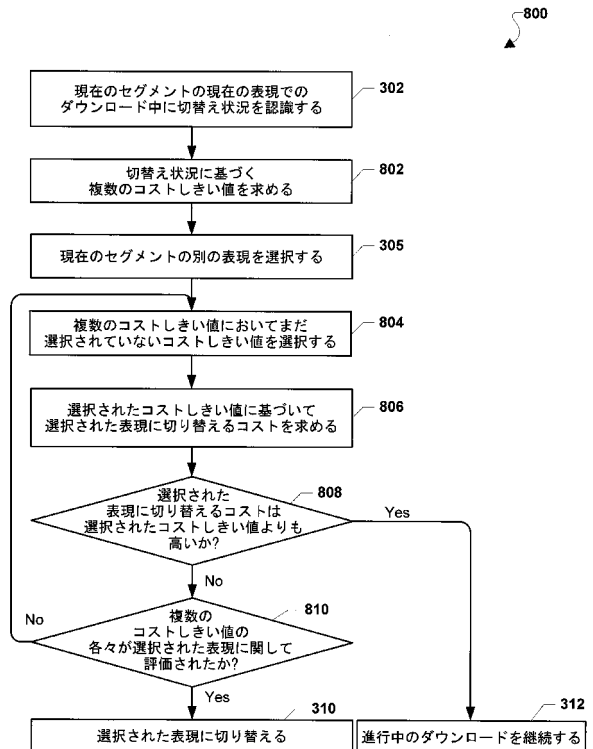 800
現在のセグメントの現在の表現での
ダウンロード中に切替え状況を認識する
302
切替え状況に基づく
複数のコストしきい値を求める
802
現在のセグメントの別の表現を選択する
305
複数のコストしきい値においてまだ
選択されていないコストしきい値を選択する
804
選択されたコストしきい値に基づいて
選択された表現に切り替えるコストを求める
806
選択された
表現に切り替えるコストは
選択されたコストしきい値よりも
高いか?
808
Yes
No
複数の
コストしきい値の
各々が選択された表現に関して
評価されたか?
810
No
Yes
選択された表現に切り替える
310
進行中のダウンロードを継続する
312